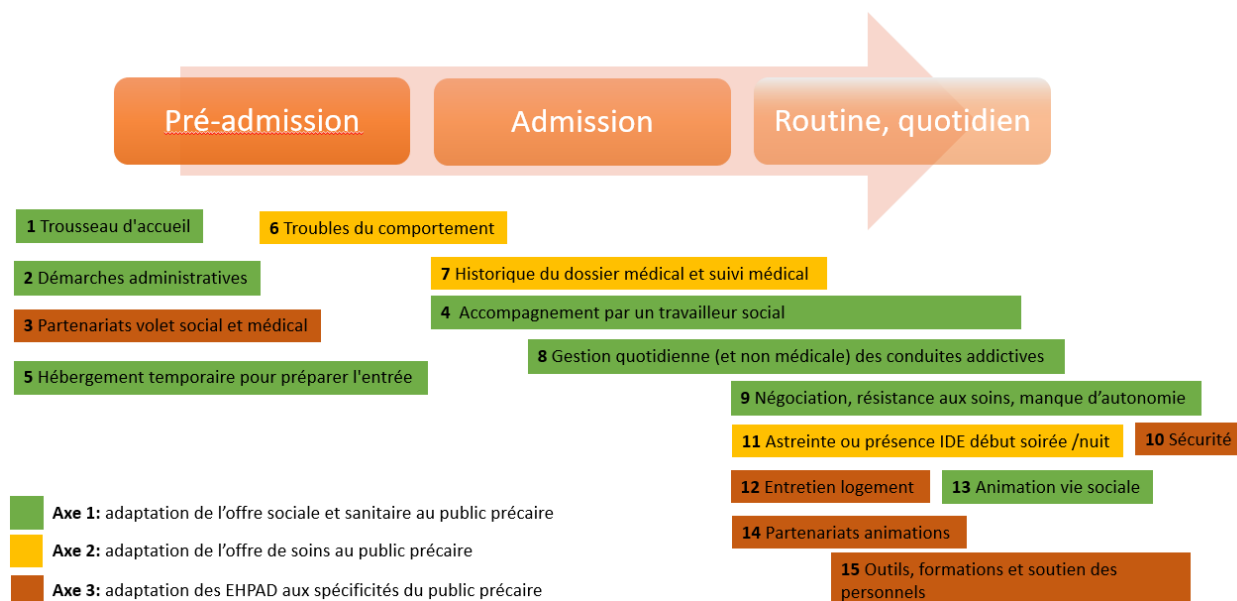 Pré-admission
Admission
Routine, quotidien
1 Trousseau d'accueil
6 Troubles du comportement
2 Démarches administratives
7 Historique du dossier médical et suivi médical
3 Partenariats volet social et médical
4 Accompagnement par un travailleur social
5 Hébergement temporaire pour préparer l'entrée
8 Gestion quotidienne (et non médicale) des conduites addictives
9 Négociation, résistance aux soins, manque d’autonomie
11 Astreinte ou présence IDE début soirée /nuit
10 Sécurité
12 Entretien logement
13 Animation vie sociale
14 Partenariats animations
15 Outils, formations et soutien des
personnels
Axe 1: adaptation de l’offre sociale et sanitaire au public précaire
Axe 2: adaptation de l’offre de soins au public précaire
Axe 3: adaptation des EHPAD aux spécificités du public précaire